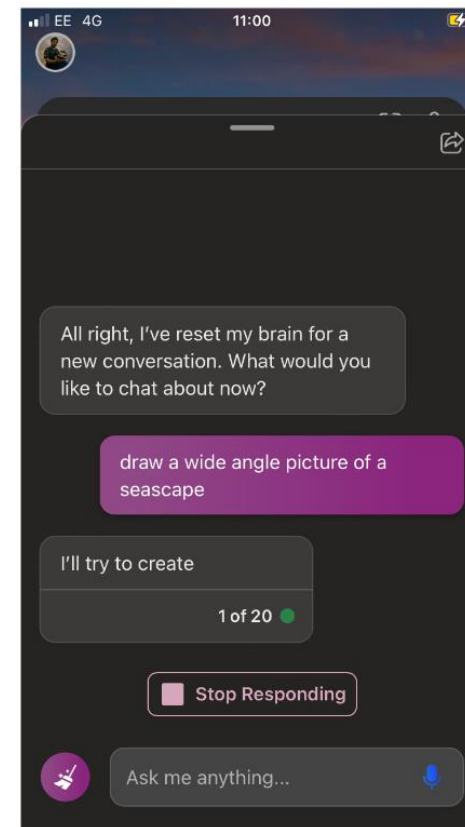 EE 4G
11:00
All right, I've reset my brain for a
new conversation. What would you
like to chat about now?
draw a wide angle picture of a
seascape
I'll try to create
1 of 20
Stop Responding
Ask me anything...